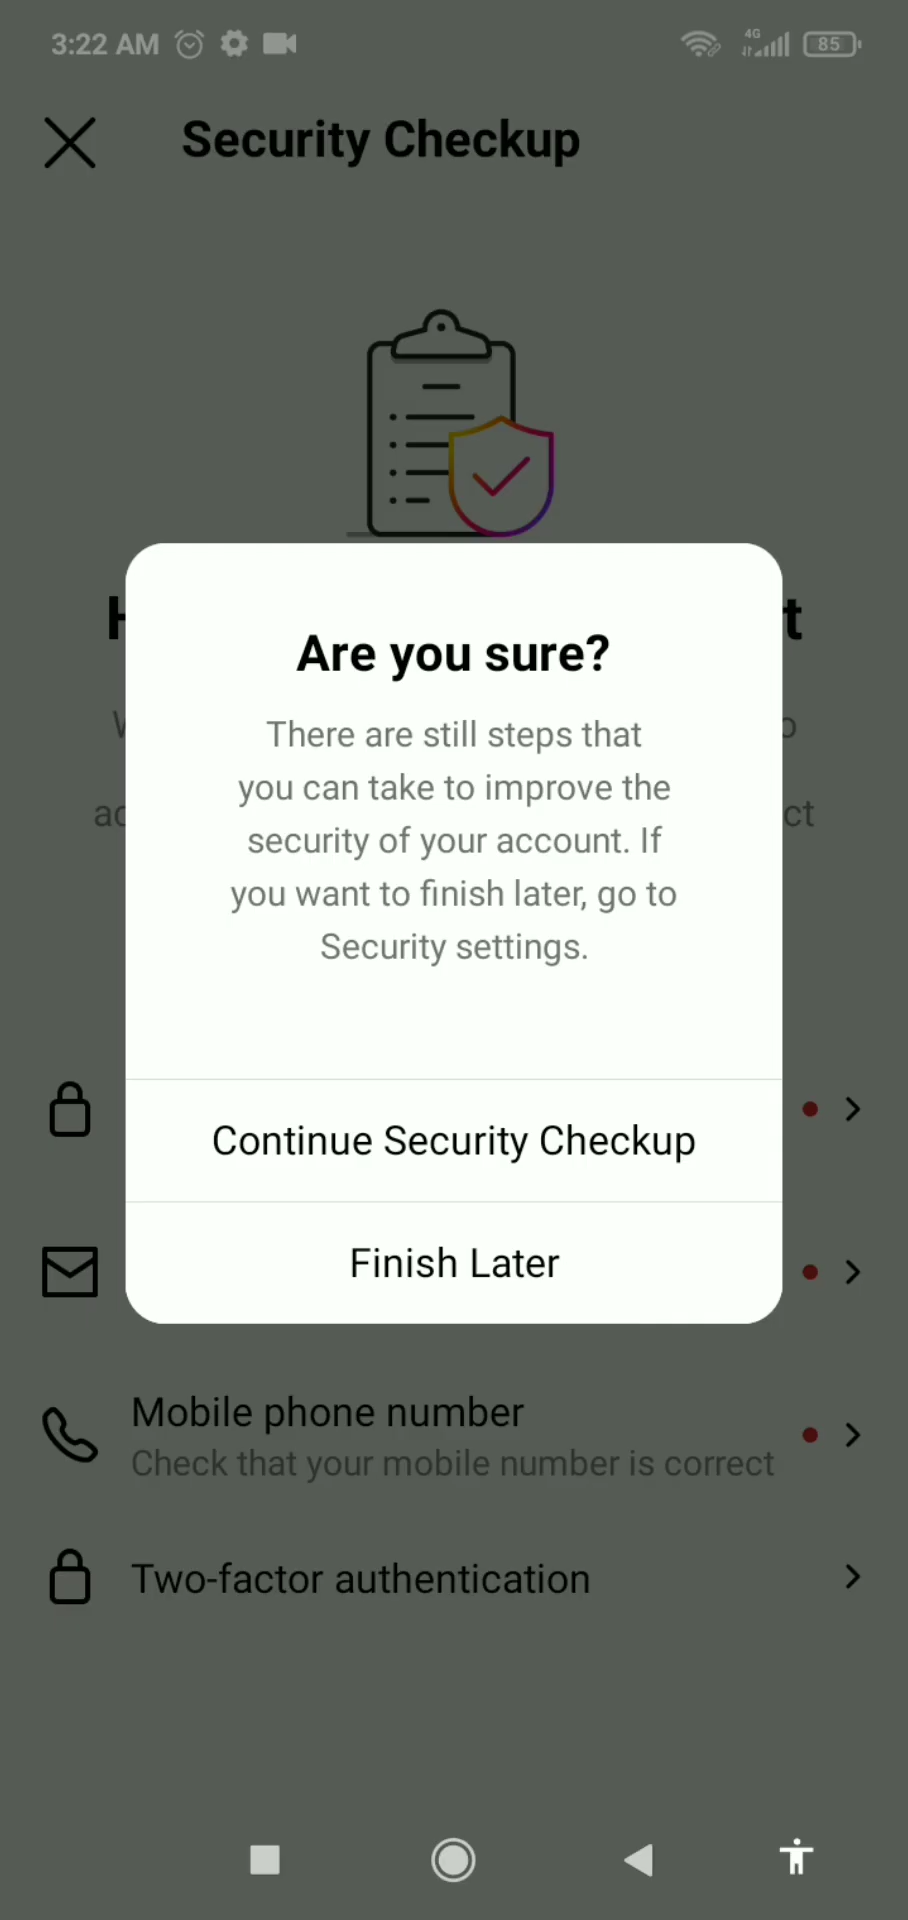 3:22 AM 4G 85
Security Checkup
Are you sure?
There are still steps that
you can take to improve the
security of your account. If
you want to finish later, go to
Security settings.
Continue Security Checkup
Finish Later
Mobile phone number
Check that your mobile number is correct
Two-factor authentication